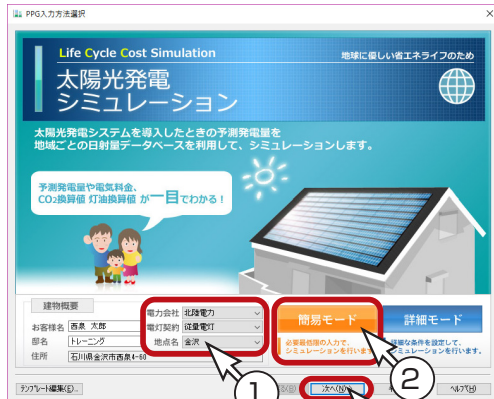 PPG入力方法選択
Life Cycle Cost Simulation
地球に優しい省エネライフのため
太陽光発電
シミュレーション
太陽光発電システムを導入したときの予測発電量を
地域ごとの日射量データベースを利用して、シミュレーションします。
予測発電量や電気料金、
CO2換算値 灯油換算値 が一目でわかる！
建物概要
お客様名 西泉 太郎
邸名 トレーニング
住所 石川県金沢市西泉4-60
電力会社 北陸電力
電灯契約 従量電灯
地点名 金沢
簡易モード
必要最低限の入力で、
シミュレーションを行います
詳細モード
詳細な条件を設定して、
シミュレーションを行います。
テンプレート編集(E)...
次へ(N)
ヘルプ(H)
1
2